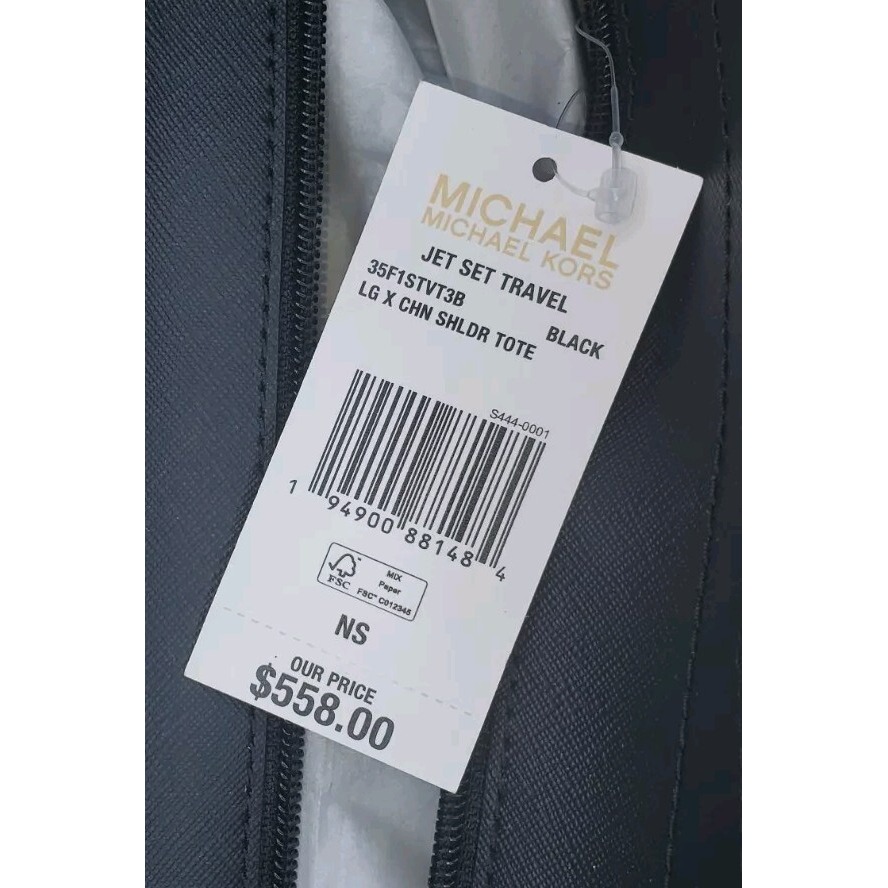 MICHAEL
MICHAEL KORS
JET SET TRAVEL
35F1STVT3B BLACK
LG X CHN SHLDR TOTE
S444-0001
1 94900 88148 4
FSC
MIX
Paper
FSC™ C012345
NS
OUR PRICE
$558.00